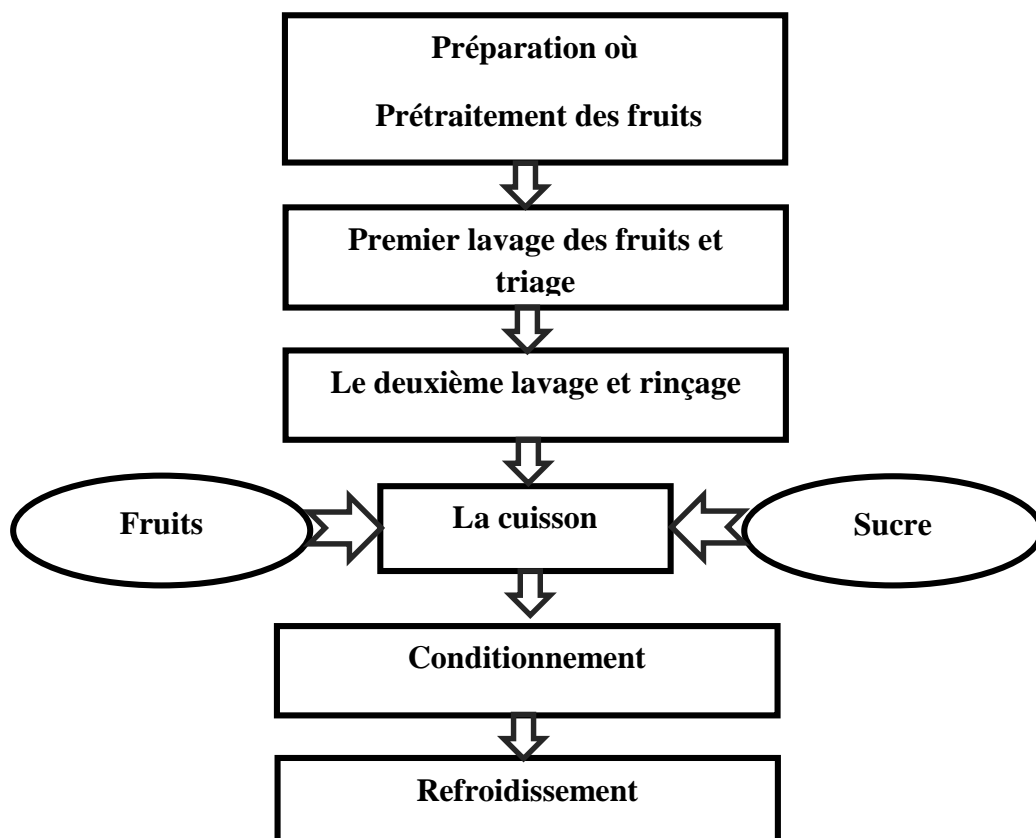 Préparation où
Prétraitement des fruits
Premier lavage des fruits et
triage
Le deuxième lavage et rinçage
Fruits
La cuisson
Sucre
Conditionnement
Refroidissement